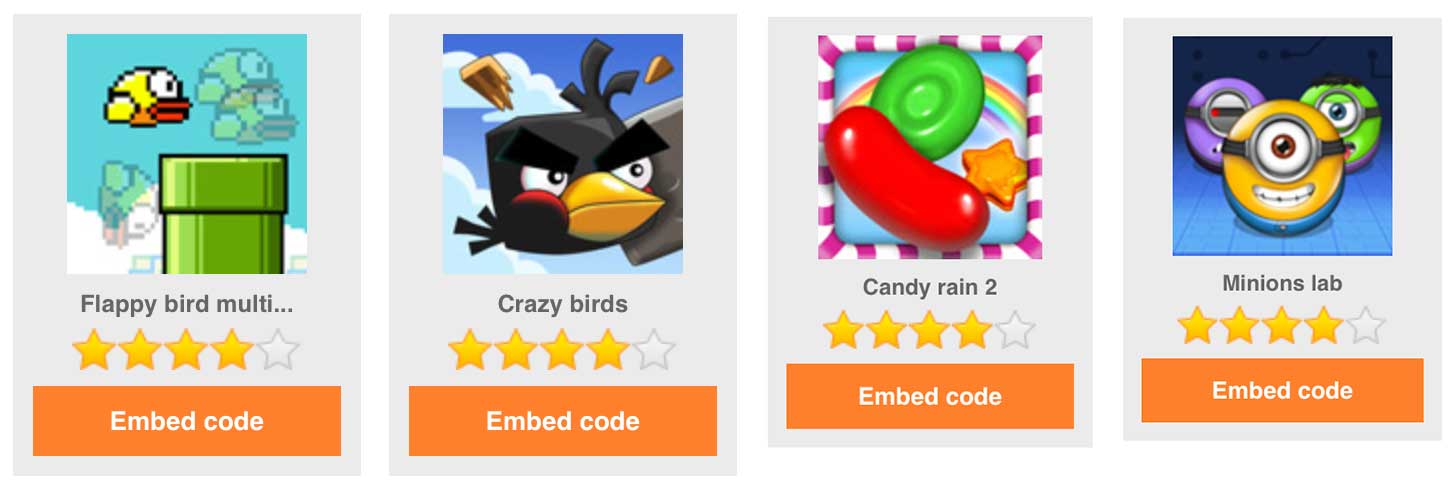 Flappy bird multi...
Embed code
Crazy birds
Embed code
Candy rain 2
Embed code
Minions lab
Embed code